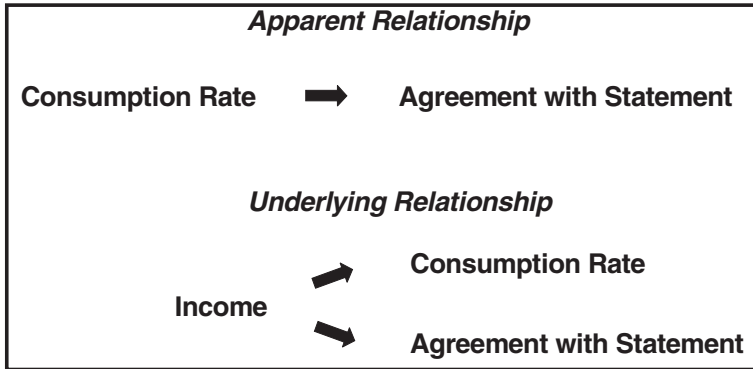 Apparent Relationship
Consumption Rate Agreement with Statement
Underlying Relationship
Consumption Rate
Income
Agreement with Statement